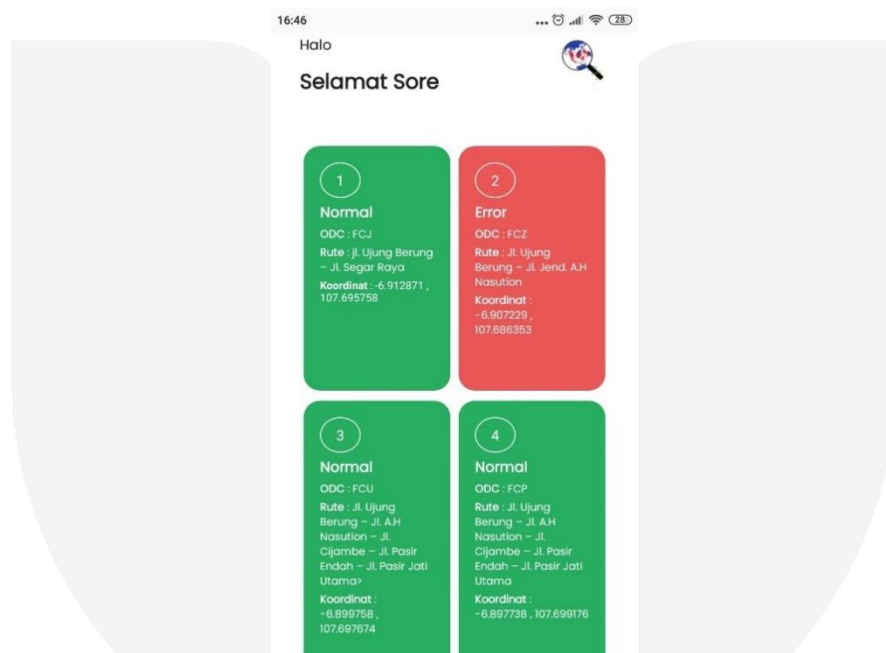 16:46
28
Halo
Selamat Sore
1
Normal
ODC : FCJ
Rute : jl. Ujung Berung
– Jl. Segar Raya
Koordinat : -6.912871 ,
107.695758
2
Error
ODC : FCZ
Rute : Jl. Ujung
Berung – Jl. Jend. A.H
Nasution
Koordinat :
-6.907229 ,
107.686353
3
Normal
ODC : FCU
Rute : Jl. Ujung
Berung – Jl. A.H
Nasution – Jl.
Cijambe – Jl. Pasir
Endah – Jl. Pasir Jati
Utama>
Koordinat :
-6.899758 ,
107.697674
4
Normal
ODC : FCP
Rute : Jl. Ujung
Berung – Jl. A.H
Nasution – Jl.
Cijambe – Jl. Pasir
Endah – Jl. Pasir Jati
Utama
Koordinat :
-6.897738 , 107.699176